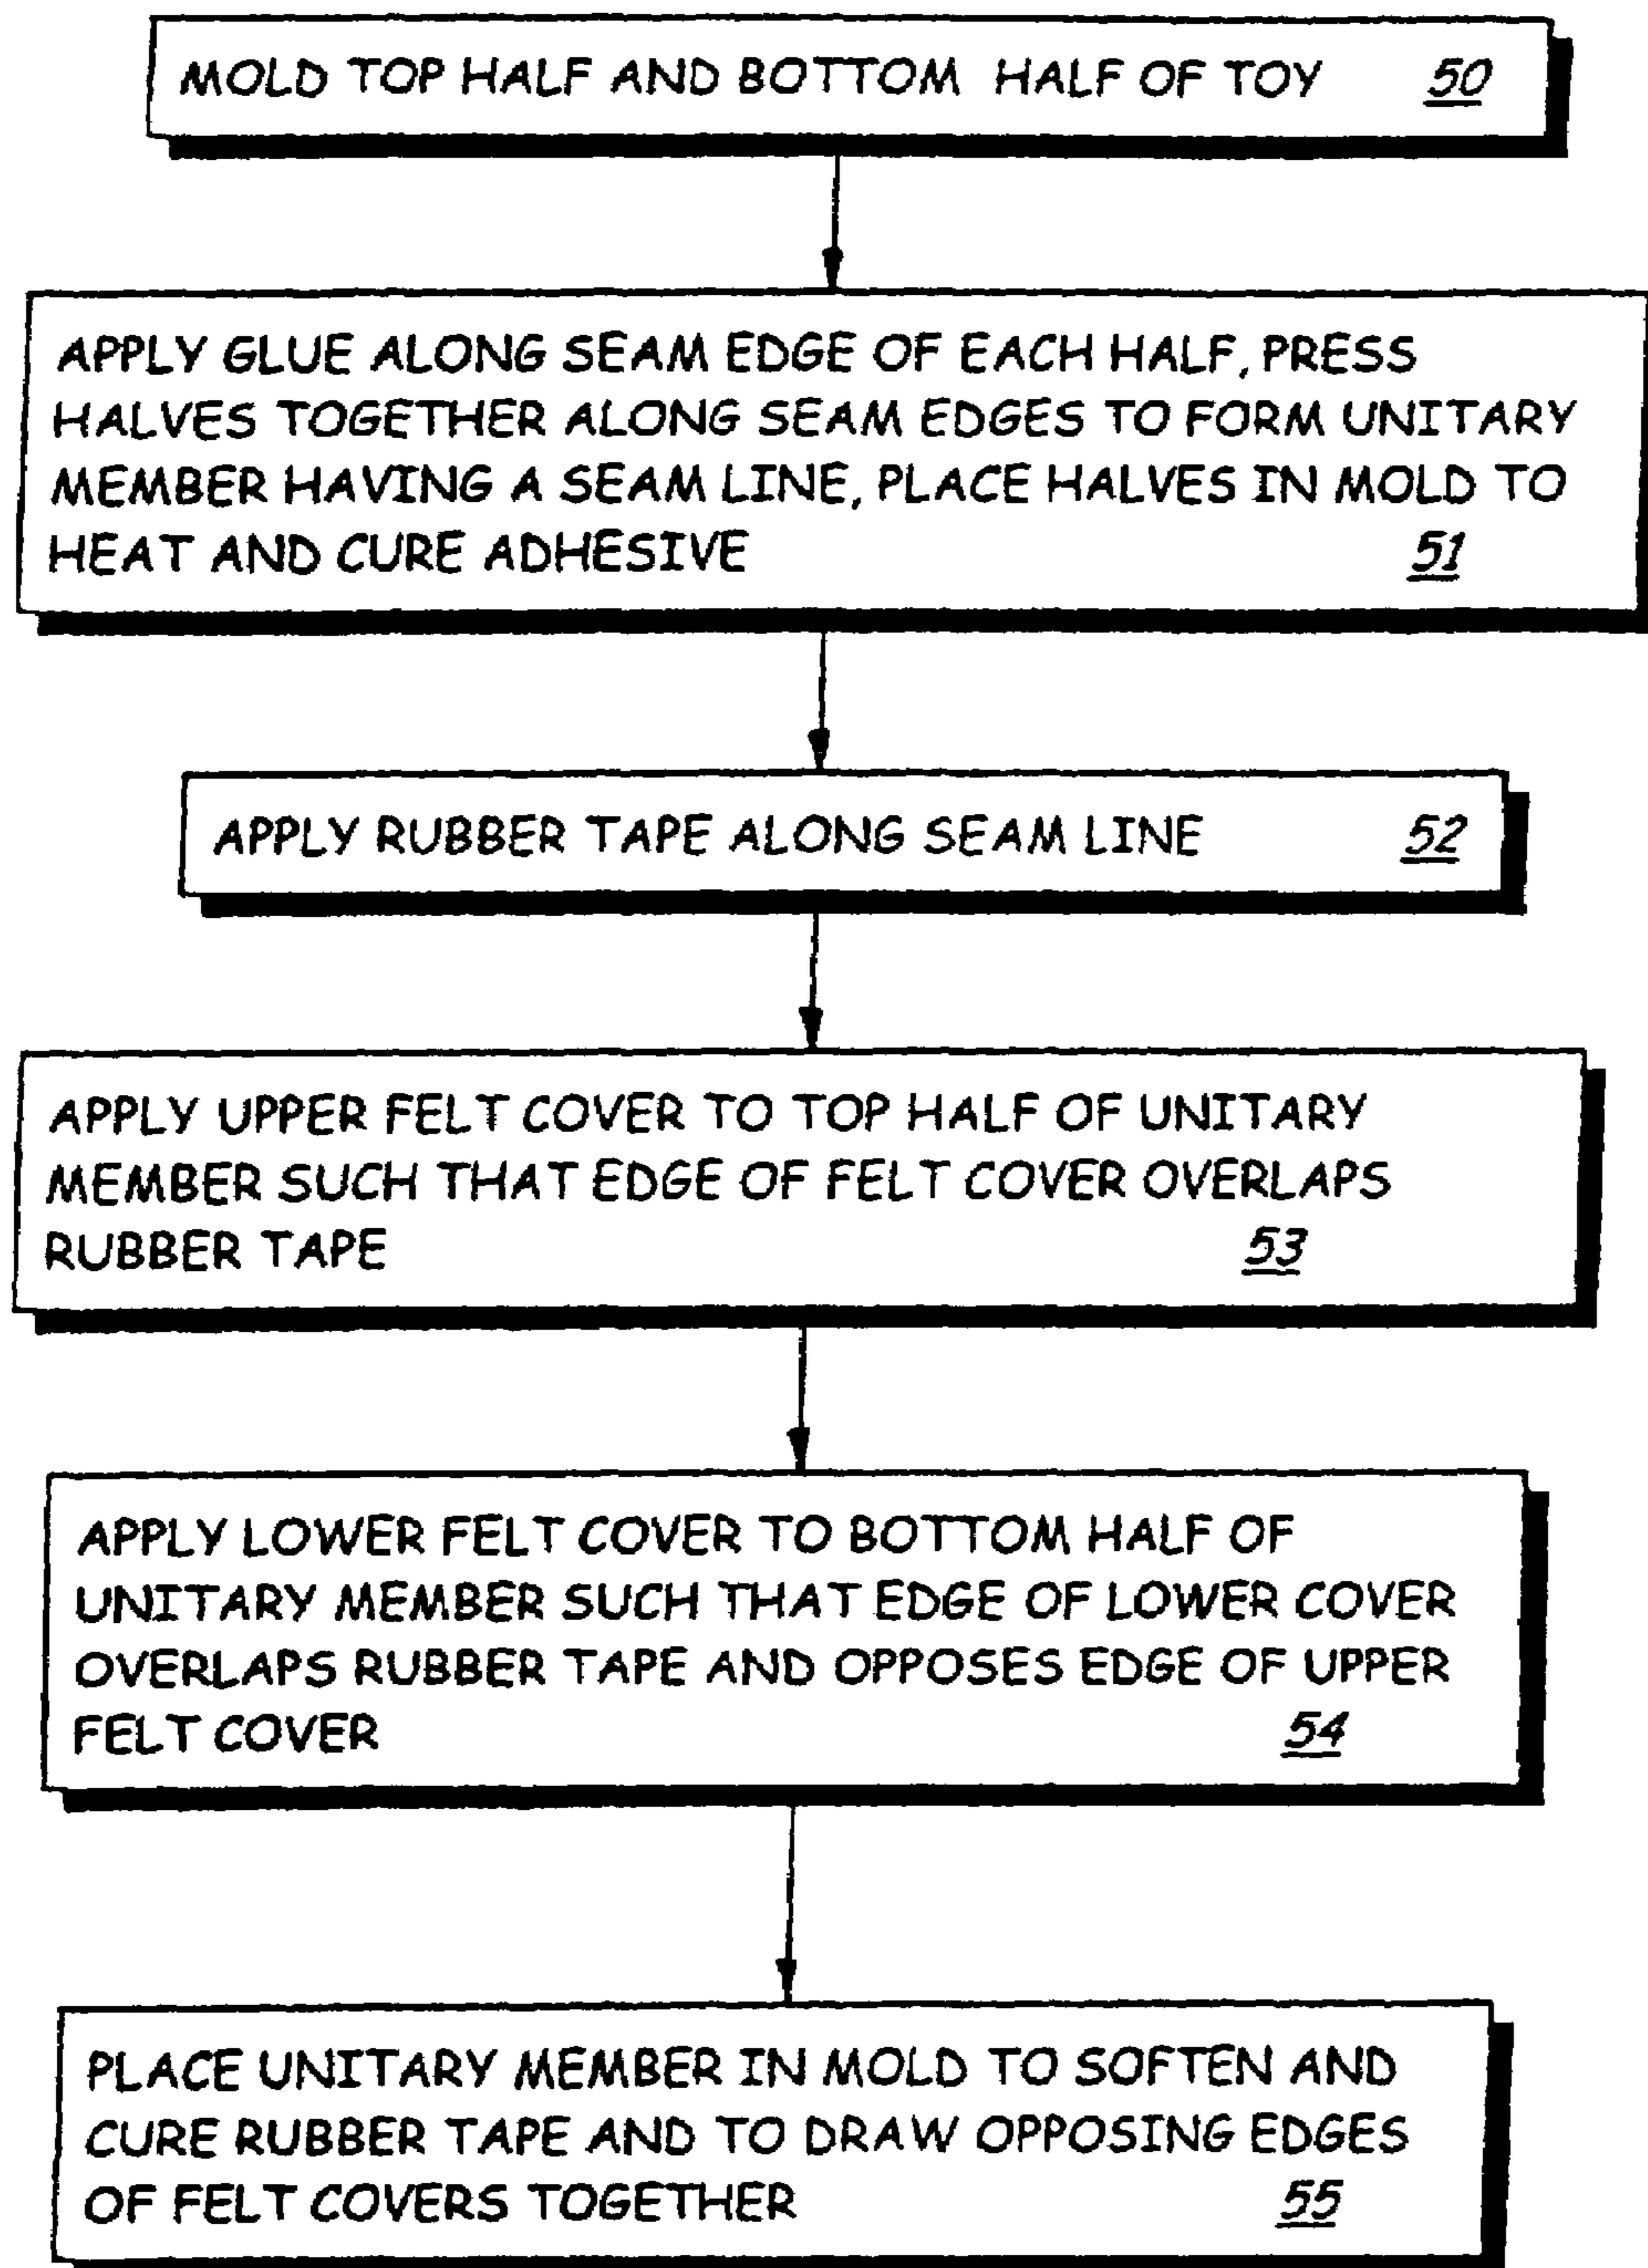 MOLD TOP HALF AND BOTTOM HALF OF TOY 50
APPLY GLUE ALONG SEAM EDGE OF EACH HALF, PRESS
HALVES TOGETHER ALONG SEAM EDGES TO FORM UNITARY
MEMBER HAVING A SEAM LINE, PLACE HALVES IN MOLD TO
HEAT AND CURE ADHESIVE 51
APPLY RUBBER TAPE ALONG SEAM LINE 52
APPLY UPPER FELT COVER TO TOP HALF OF UNITARY
MEMBER SUCH THAT EDGE OF FELT COVER OVERLAPS
RUBBER TAPE 53
APPLY LOWER FELT COVER TO BOTTOM HALF OF
UNITARY MEMBER SUCH THAT EDGE OF LOWER COVER
OVERLAPS RUBBER TAPE AND OPPOSES EDGE OF UPPER
FELT COVER 54
PLACE UNITARY MEMBER IN MOLD TO SOFTEN AND
CURE RUBBER TAPE AND TO DRAW OPPOSING EDGES
OF FELT COVERS TOGETHER 55